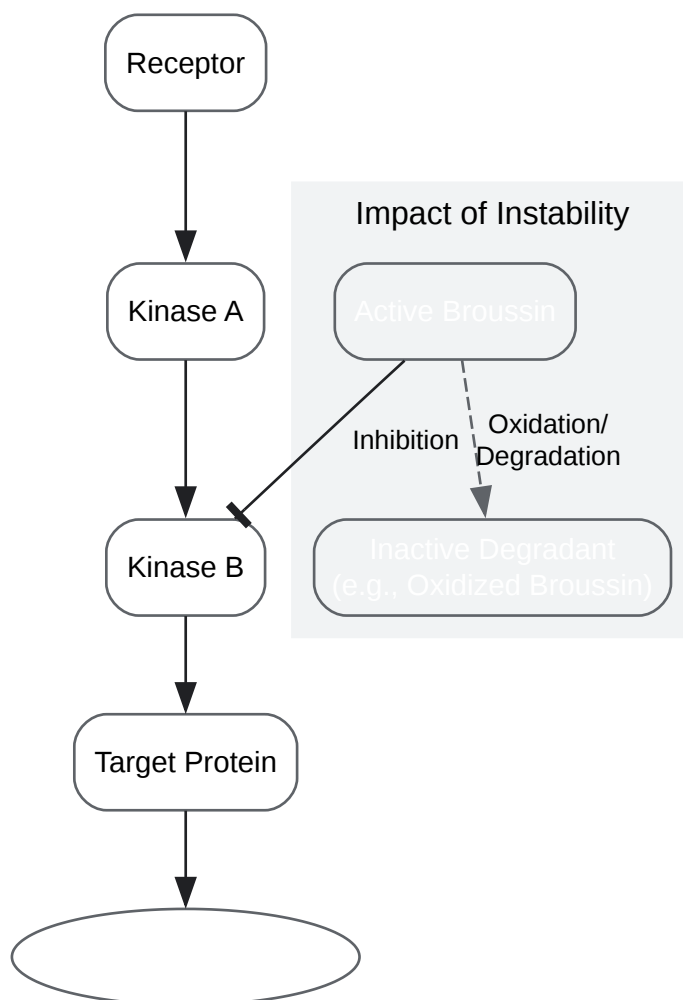 Receptor
Impact of Instability
Kinase A
Active Broussin
Inhibition
Oxidation/
Degradation
Kinase B
Inactive Degradant
(e.g., Oxidized Broussin)
Target Protein